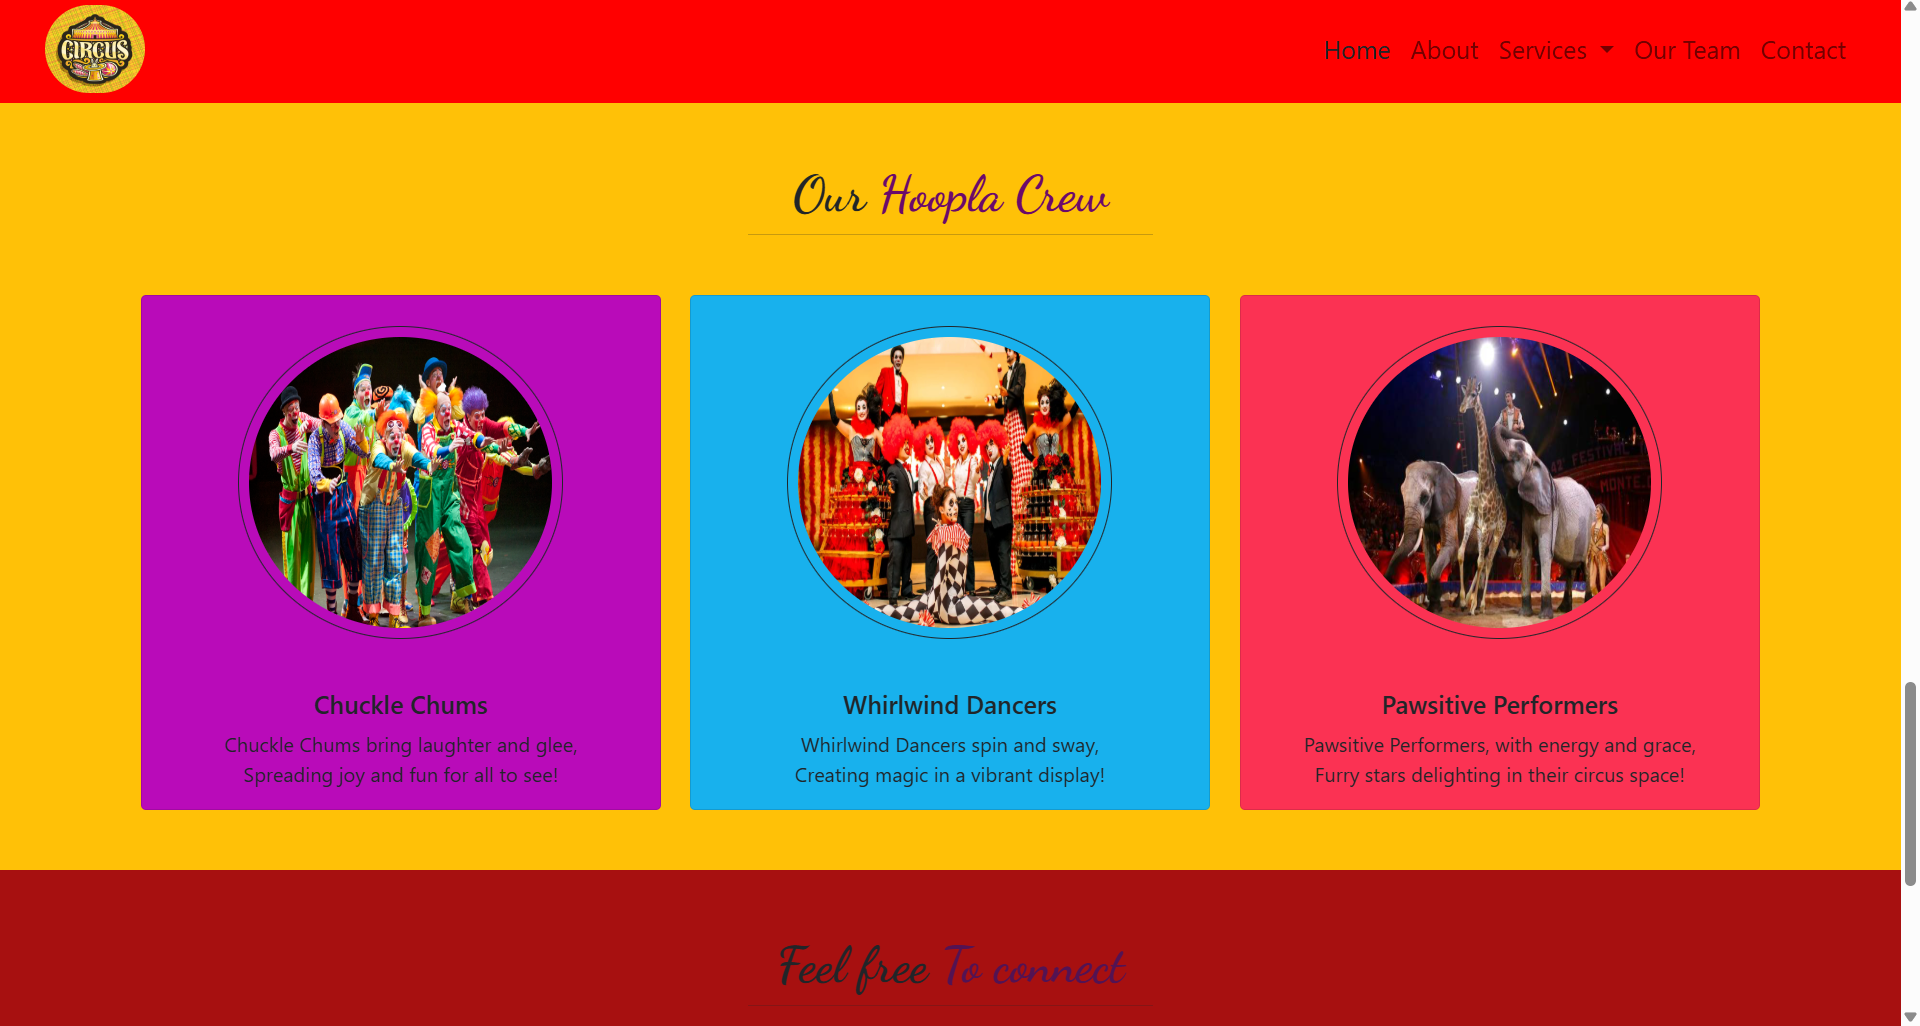 CIRCUS
Home About Services Our Team Contact
Our Hoopla Crew
Chuckle Chums
Chuckle Chums bring laughter and glee,
Spreading joy and fun for all to see!
Whirlwind Dancers
Whirlwind Dancers spin and sway,
Creating magic in a vibrant display!
FESTIVAL
MONTE
Pawsitive Performers
Pawsitive Performers, with energy and grace,
Furry stars delighting in their circus space!
Feel free To connect